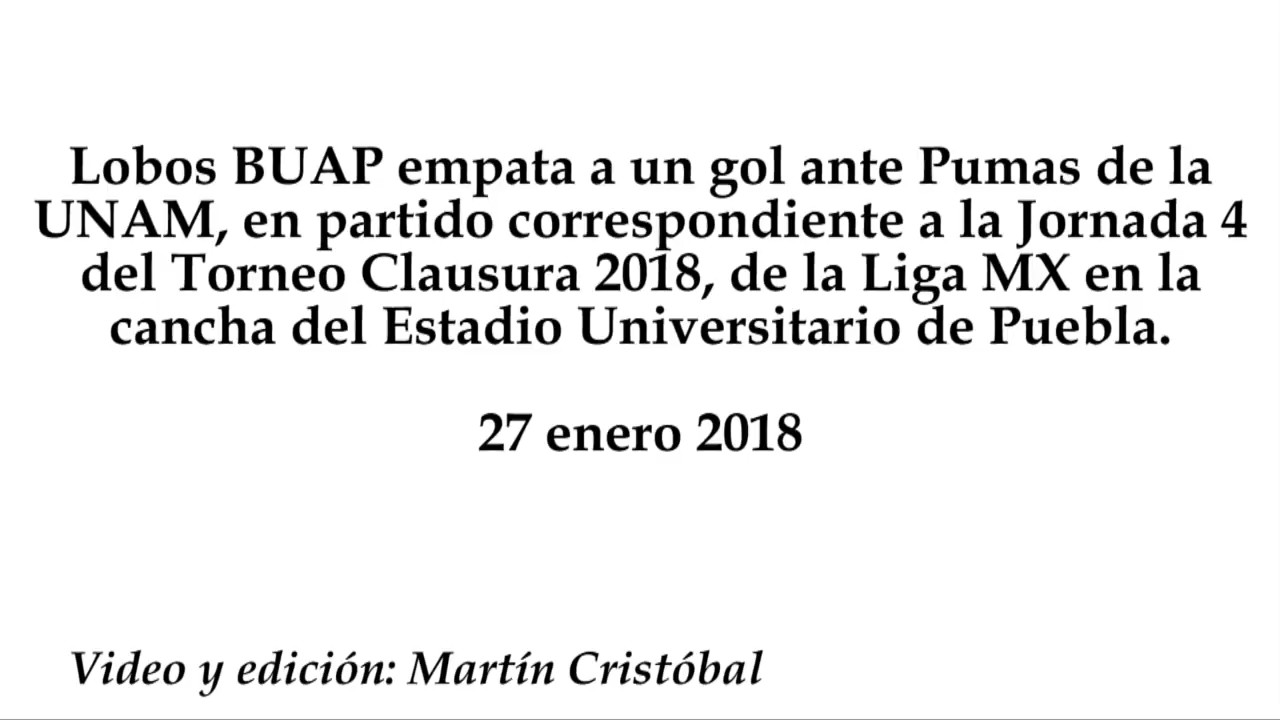 Lobos BUAP empata a un gol ante Pumas de la
UNAM, en partido correspondiente a la Jornada 4
del Torneo Clausura 2018, de la Liga MX en la
cancha del Estadio Universitario de Puebla.
27 enero 2018
Video y edición: Martín Cristóbal